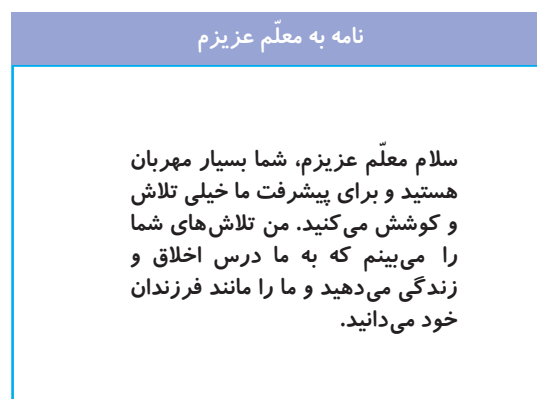 نامه به معلّم عزیزم
سلام معلّم عزیزم، شما بسیار مهربان
هستید و برای پیشرفت ما خیلی تلاش
و کوشش می‌کنید. من تلاش‌های شما
را می‌بینم که به ما درس اخلاق و
زندگی می‌دهید و ما را مانند فرزندان
خود می‌دانید.